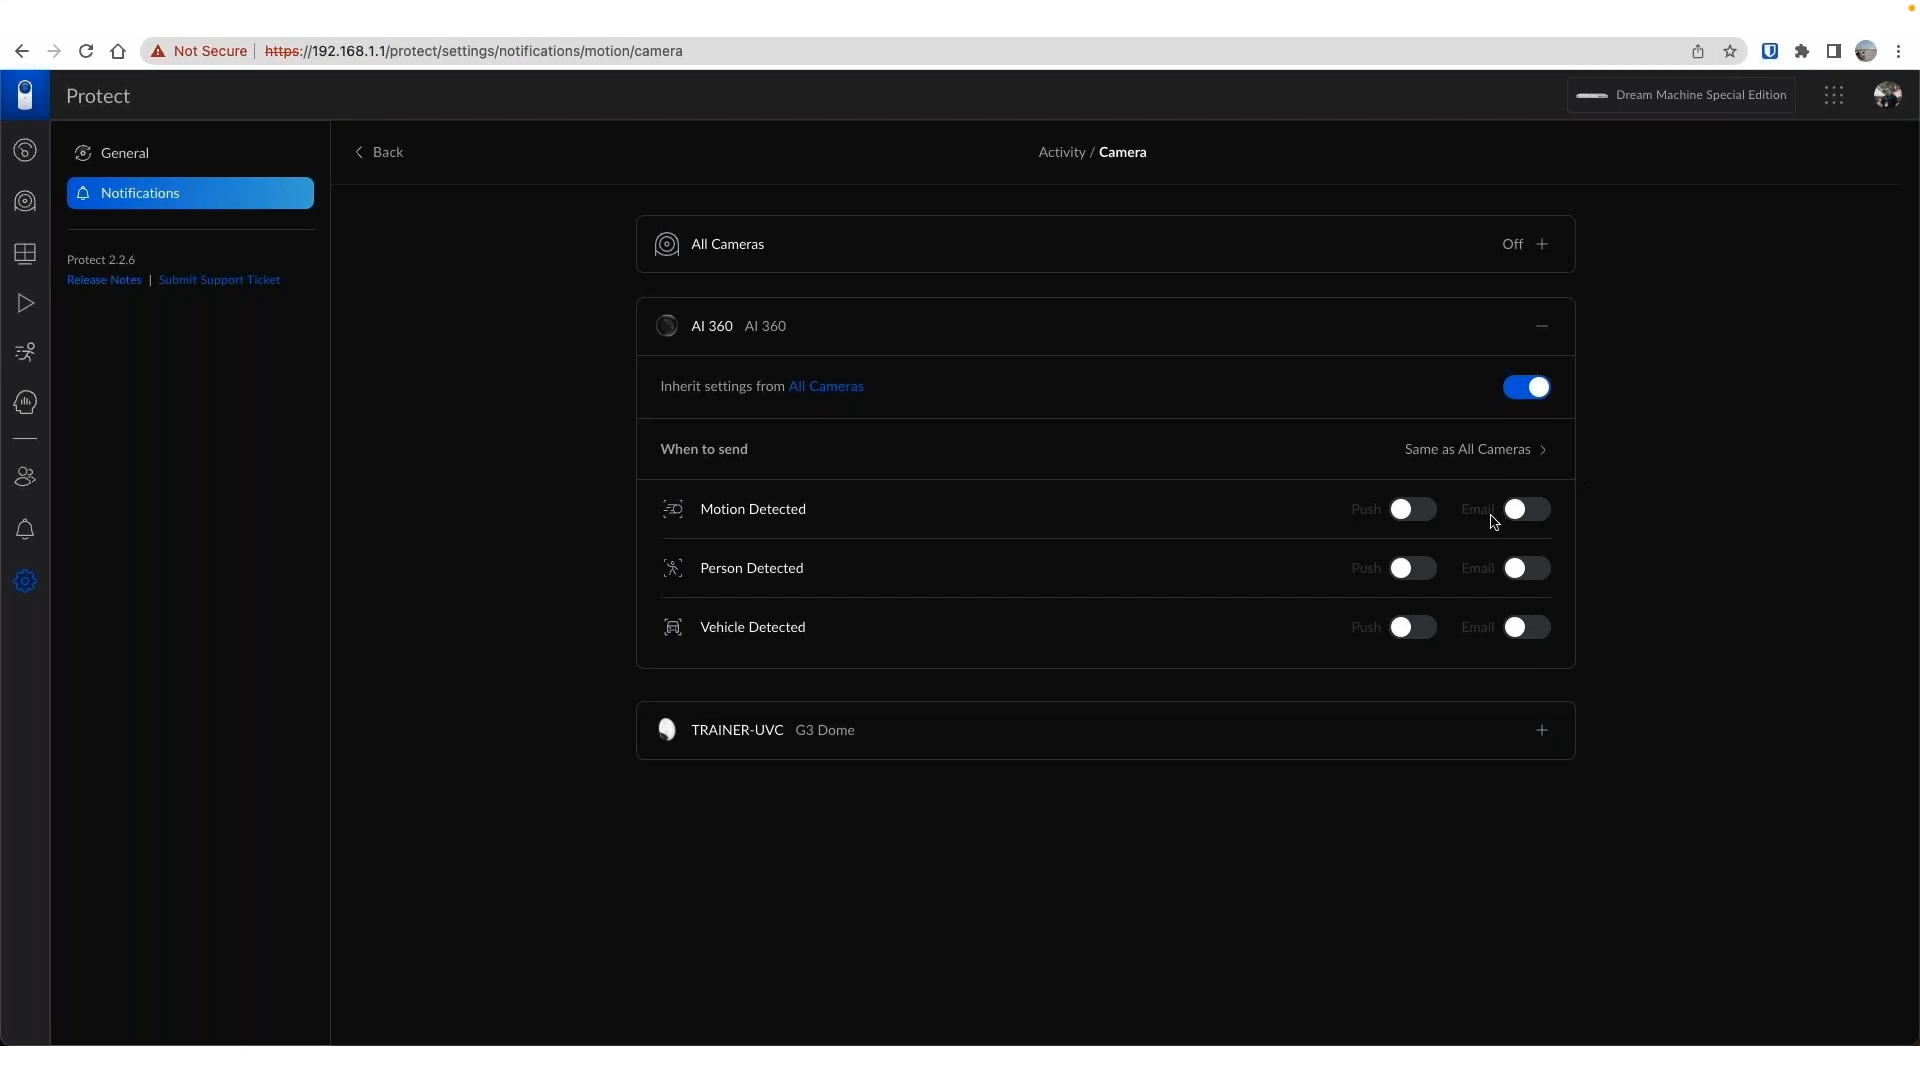 Not Secure https://192.168.1.1/protect/settings/notifications/motion/camera
Protect
Dream Machine Special Edition
General
Notifications
Protect 2.2.6
Release Notes | Submit Support Ticket
Back
Activity / Camera
All Cameras Off
AI 360 AI 360
Inherit settings from All Cameras
When to send Same as All Cameras
Motion Detected Push Email
Person Detected Push Email
Vehicle Detected Push Email
TRAINER-UVC G3 Dome